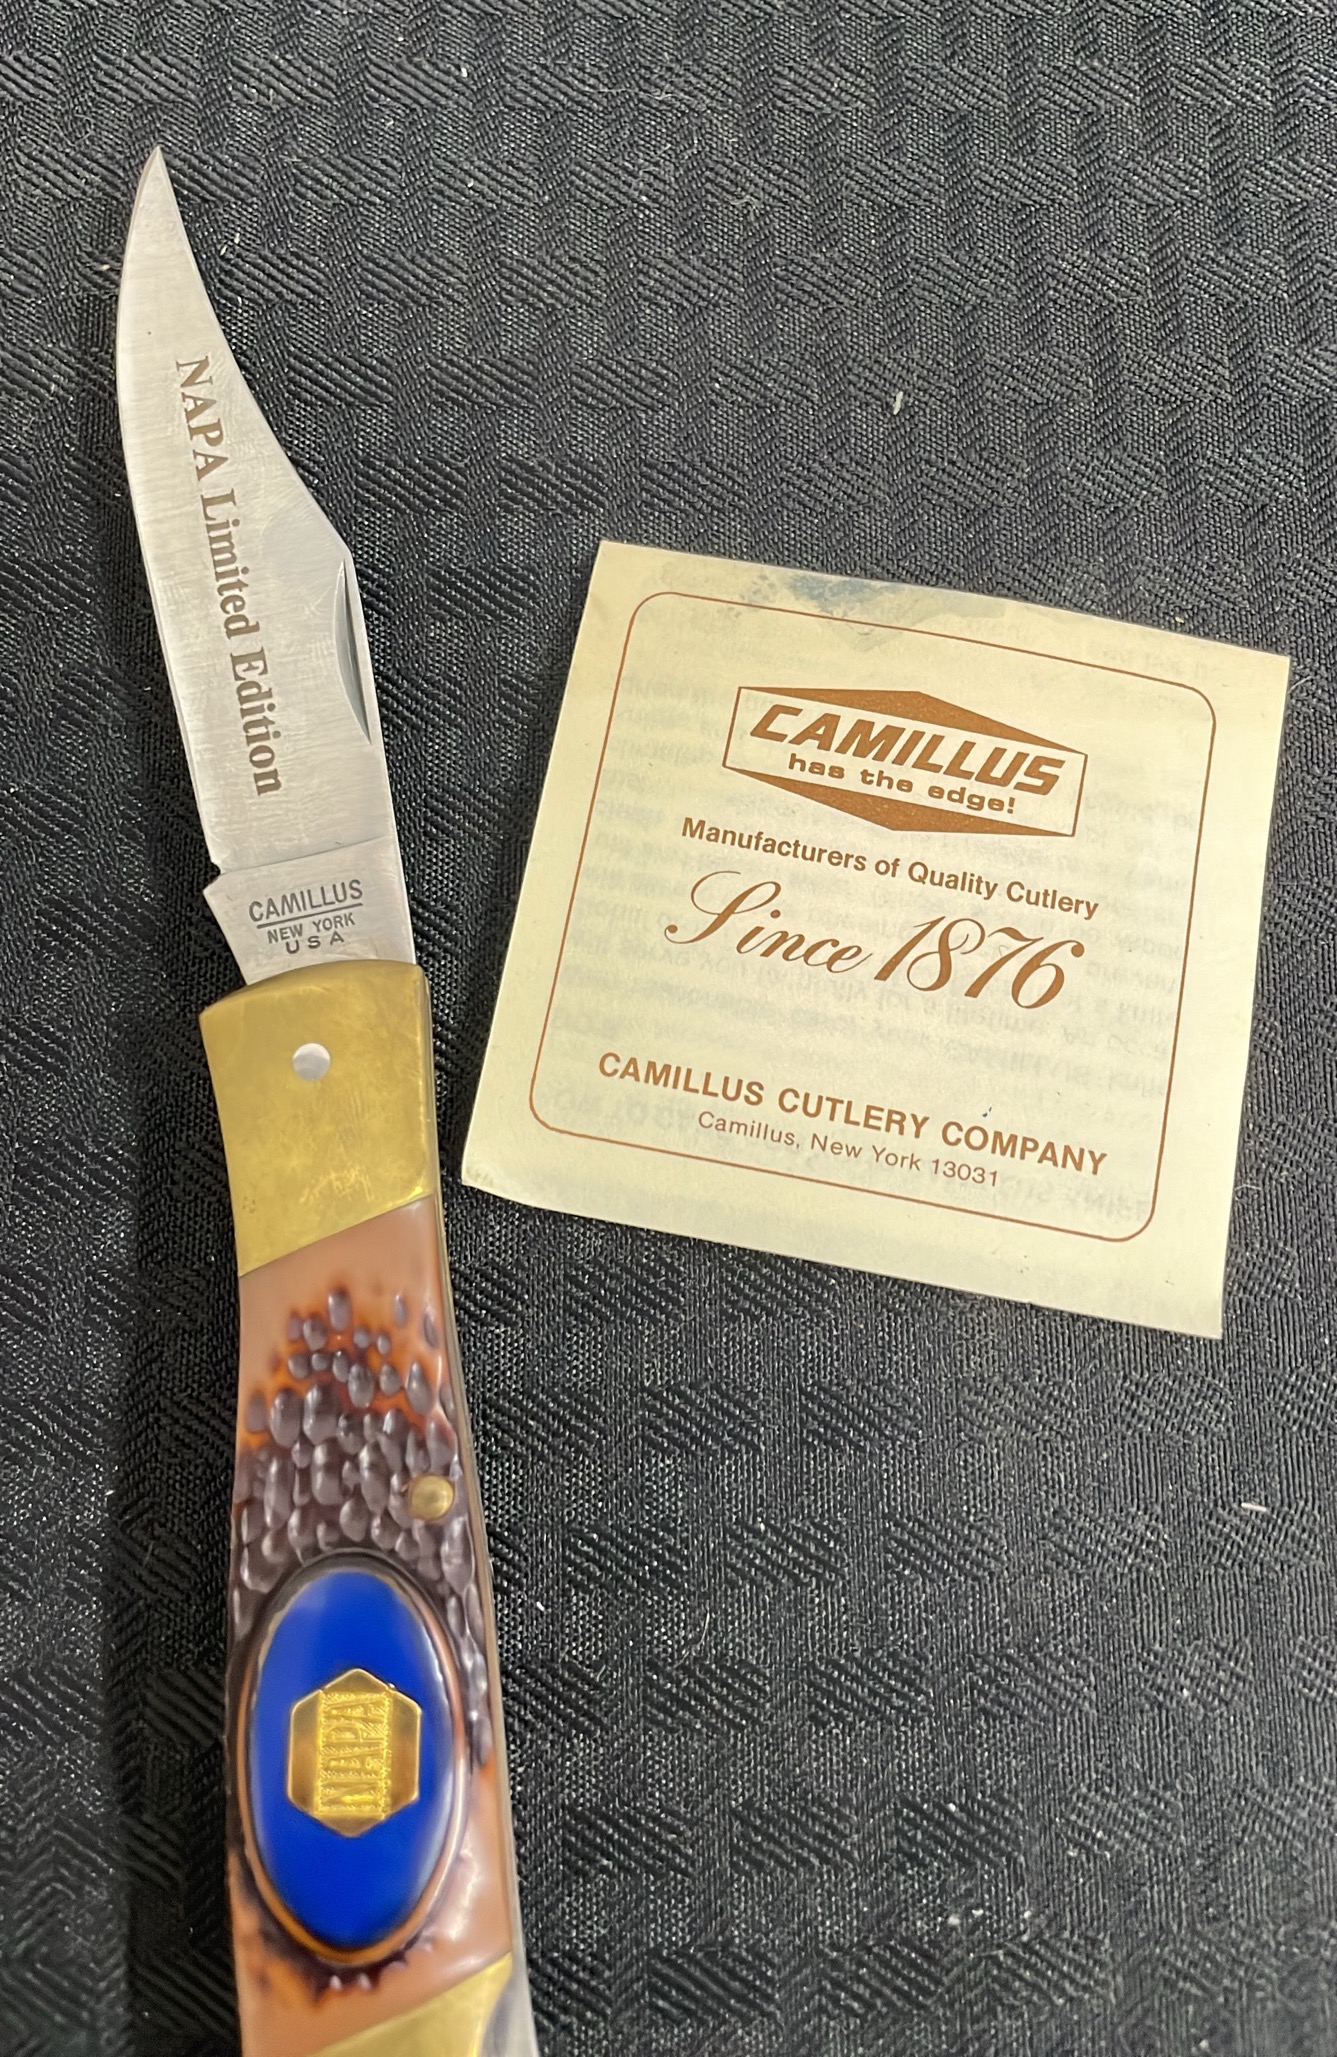 NAPA Limited Edition
CAMILLUS
NEW YORK
USA
NAPA
CAMILLUS
has the edge!
Manufacturers of Quality Cutlery
Since 1876
CAMILLUS CUTLERY COMPANY
Camillus, New York 13031